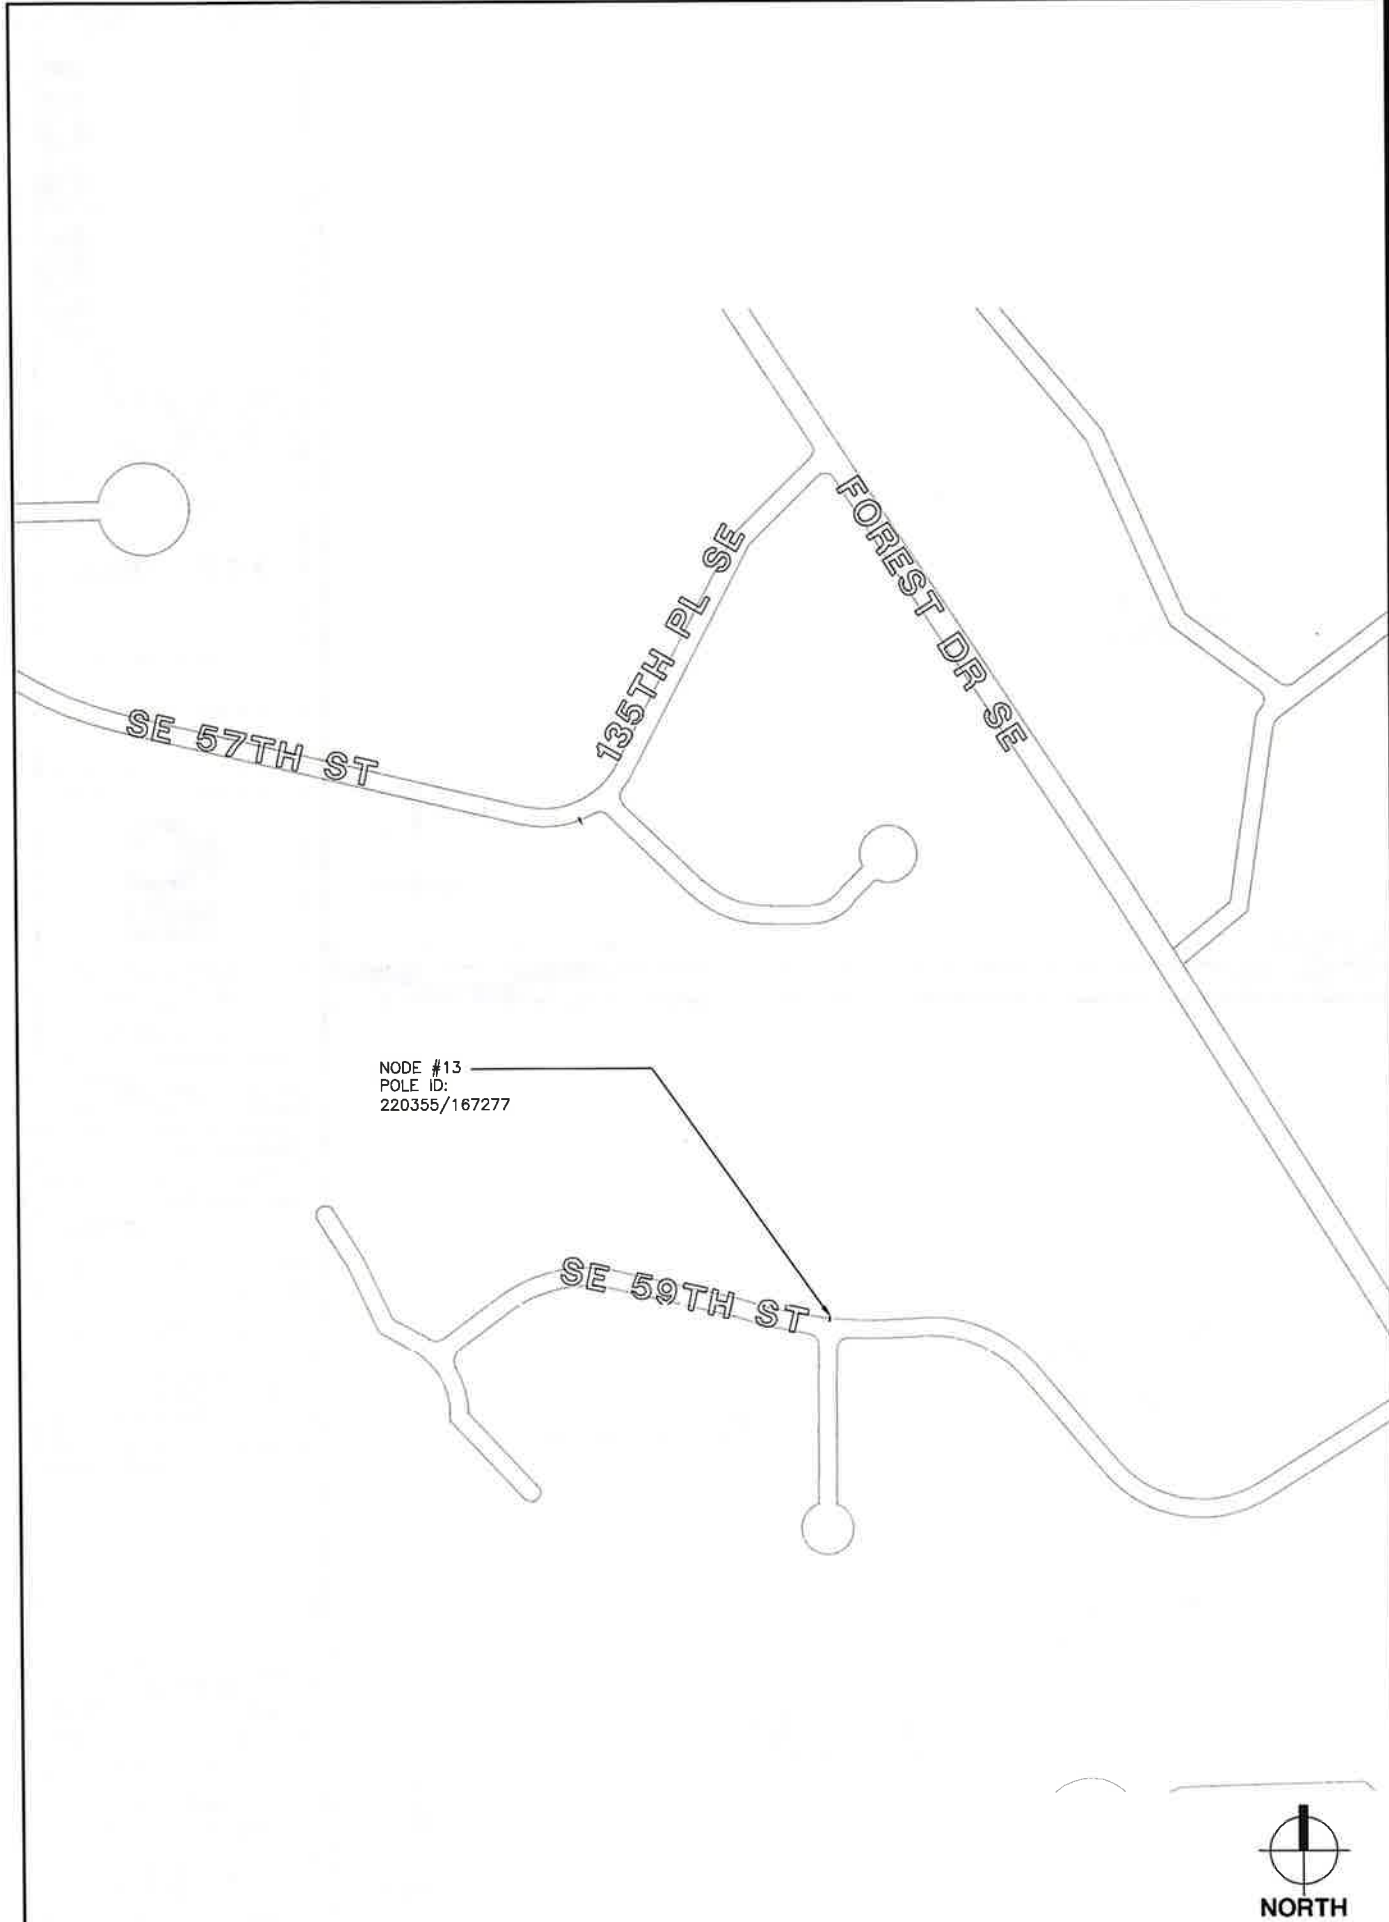 FOREST DR SE
135TH PL SE
SE 57TH ST
NODE #13
POLE ID:
220355/167277
SE 59TH ST
NORTH